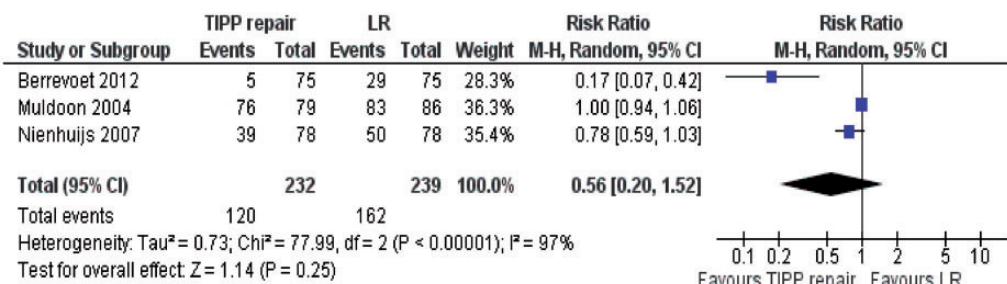 TIPP repair LR Risk Ratio Risk Ratio
Study or Subgroup Events Total Events Total Weight M-H, Random, 95% CI M-H, Random, 95% CI
Berrevoet 2012 5 75 29 75 28.3% 0.17 [0.07, 0.42]
Muldoon 2004 76 79 83 86 36.3% 1.00 [0.94, 1.06]
Nienhuijs 2007 39 78 50 78 35.4% 0.78 [0.59, 1.03]
Total (95% CI) 232 239 100.0% 0.56 [0.20, 1.52]
Total events 120 162
Heterogeneity: Tau² = 0.73; Chi² = 77.99, df = 2 (P < 0.00001); I² = 97%
Test for overall effect: Z = 1.14 (P = 0.25)
0.1 0.2 0.5 1 2 5 10
Favours TIPP repair Favours LR